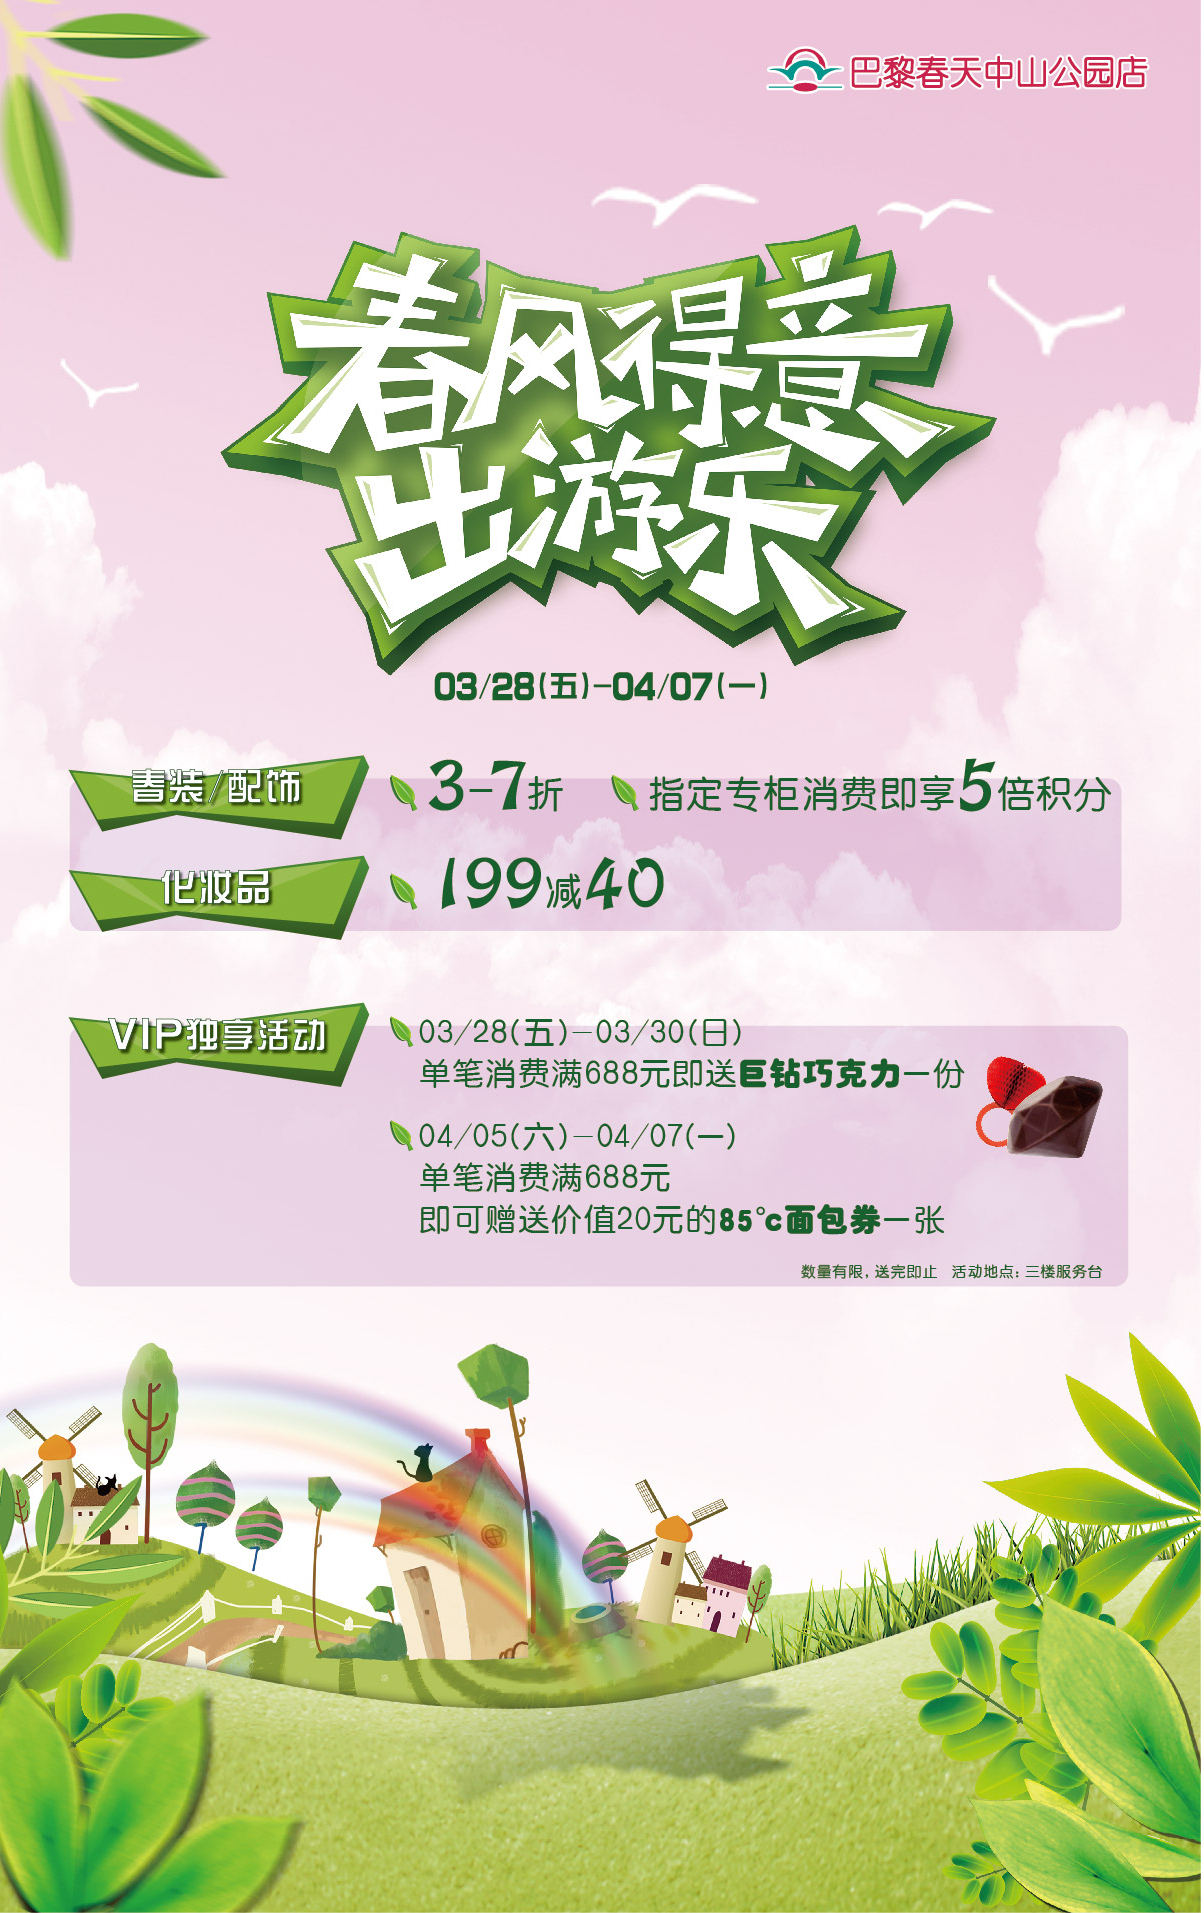 巴黎春天中山公园店
春风得意
出游乐
03/28(五)-04/07(一)
春装/配饰
3-7折 指定专柜消费即享5倍积分
化妆品
199减40
VIP独享活动
03/28(五)-03/30(日)
单笔消费满688元即送巨钻巧克力一份
04/05(六)-04/07(一)
单笔消费满688元
即可赠送价值20元的85℃面包券一张
数量有限, 送完即止 活动地点: 三楼服务台